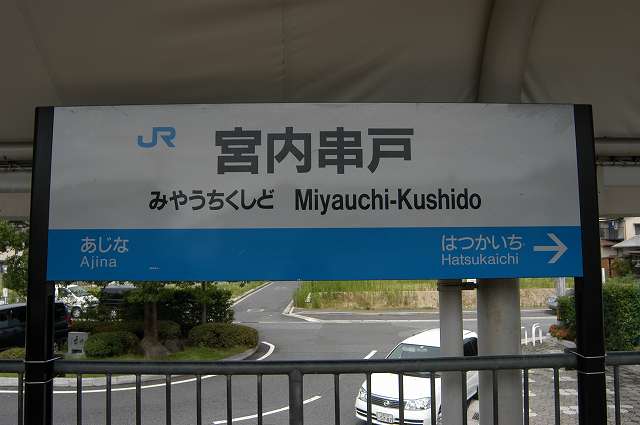 JR 宮内串戸
みやうちくしど Miyauchi-Kushido
あじな はつかいち
Ajina Hatsukaichi